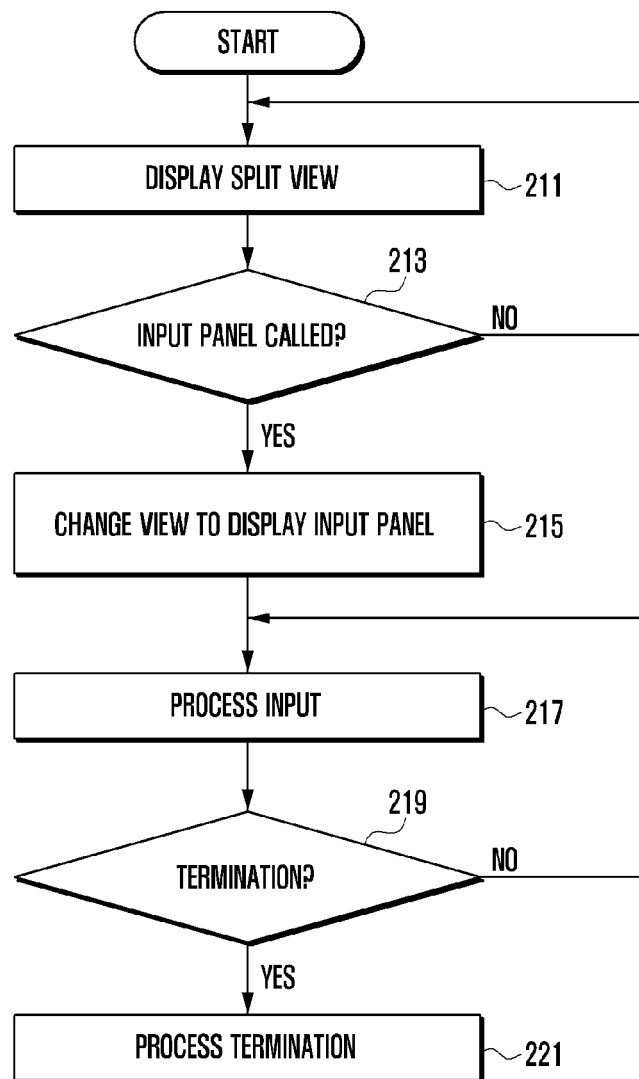 START
DISPLAY SPLIT VIEW
211
213
INPUT PANEL CALLED?
NO
YES
CHANGE VIEW TO DISPLAY INPUT PANEL
215
PROCESS INPUT
217
219
TERMINATION?
NO
YES
PROCESS TERMINATION
221